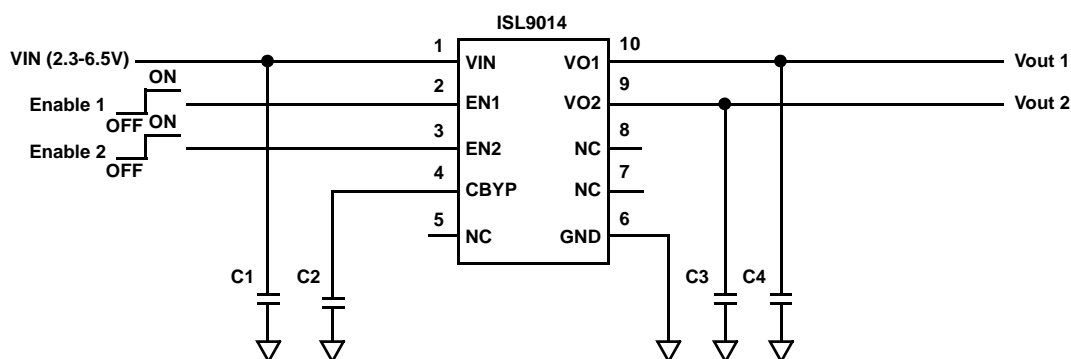 ISL9014
VIN (2.3-6.5V)
1
VIN
VO1
10
Vout 1
ON
Enable 1
OFF
2
EN1
VO2
9
Vout 2
ON
Enable 2
OFF
3
EN2
NC
8
4
CBYP
NC
7
5
NC
GND
6
C1
C2
C3
C4